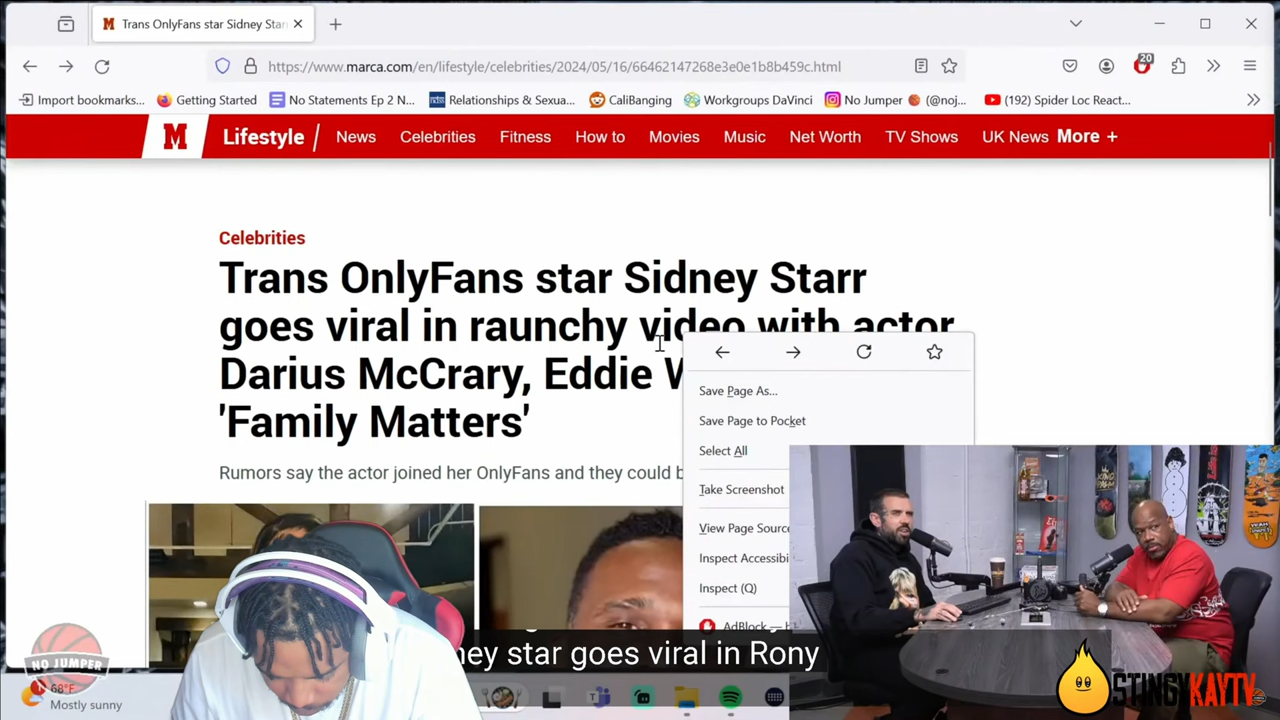 Trans OnlyFans star Sidney Star
https://www.marca.com/en/lifestyle/celebrities/2024/05/16/66462147268e3e0e1b8b459c.html
20
Import bookmarks...
Getting Started
No Statements Ep 2 N...
Relationships & Sexua...
CaliBanging
Workgroups DaVinci
No Jumper
(@noj...
(192) Spider Loc React...
M
Lifestyle
News
Celebrities
Fitness
How to
Movies
Music
Net Worth
TV Shows
UK News
More +
Celebrities
Trans OnlyFans star Sidney Starr
goes viral in raunchy video with actor
Darius McCrary, Eddie W
'Family Matters'
Rumors say the actor joined her OnlyFans and they could b
Save Page As...
Save Page to Pocket
Select All
Take Screenshot
View Page Source
Inspect Accessibi
Inspect (Q)
AdBlock — h
ney star goes viral in Rony
NO JUMPER
68°F
Mostly sunny
STINGYKAYTV